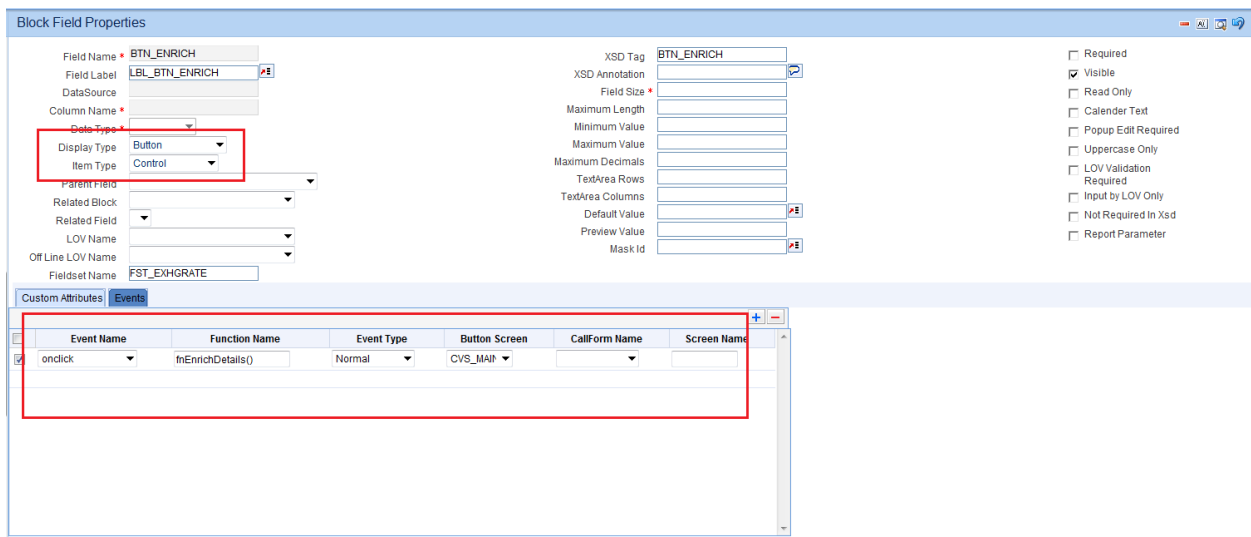 Block Field Properties
Field Name * BTN_ENRICH
Field Label LBL_BTN_ENRICH
DataSource
Column Name *
Data Type *
Display Type Button
Item Type Control
Parent Field
Related Block
Related Field
LOV Name
Off Line LOV Name
Fieldset Name FST_EXHGRATE
XSD Tag BTN_ENRICH
XSD Annotation
Field Size *
Maximum Length
Minimum Value
Maximum Value
Maximum Decimals
TextArea Rows
TextArea Columns
Default Value
Preview Value
Mask Id
Required
Visible
Read Only
Calender Text
Popup Edit Required
Uppercase Only
LOV Validation
Required
Input by LOV Only
Not Required In Xsd
Report Parameter
Custom Attributes Events
Event Name Function Name Event Type Button Screen CallForm Name Screen Name
onclick fnEnrichDetails() Normal CVS_MAIN